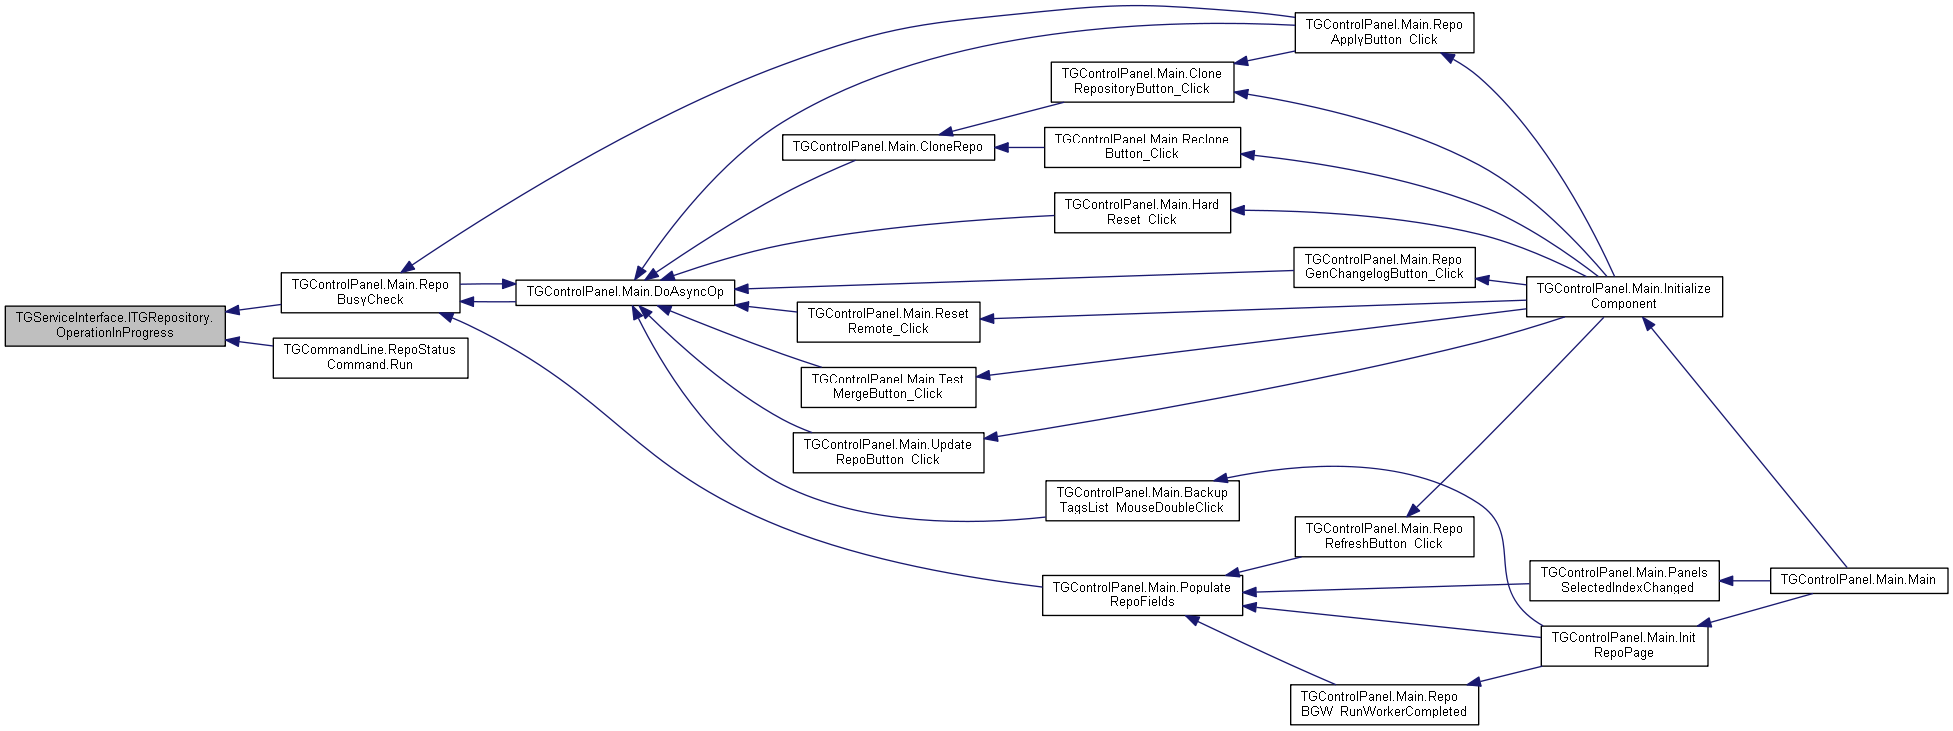 TGControlPanel.Main.Repo
ApplyButton_Click
TGControlPanel.Main.Clone
RepositoryButton_Click
TGControlPanel.Main.CloneRepo
TGControlPanel.Main.Reclone
Button_Click
TGControlPanel.Main.Hard
Reset_Click
TGControlPanel.Main.Repo
GenChangelogButton_Click
TGControlPanel.Main.Repo
BusyCheck
TGControlPanel.Main.DoAsyncOp
TGControlPanel.Main.Initialize
Component
TGServiceInterface.ITGRepository.
OperationInProgress
TGControlPanel.Main.Reset
Remote_Click
TGCommandLine.RepoStatus
Command.Run
TGControlPanel.Main.Test
MergeButton_Click
TGControlPanel.Main.Update
RepoButton_Click
TGControlPanel.Main.Backup
TagsList_MouseDoubleClick
TGControlPanel.Main.Repo
RefreshButton_Click
TGControlPanel.Main.Populate
RepoFields
TGControlPanel.Main.Panels
SelectedIndexChanged
TGControlPanel.Main.Main
TGControlPanel.Main.Init
RepoPage
TGControlPanel.Main.Repo
BGW_RunWorkerCompleted